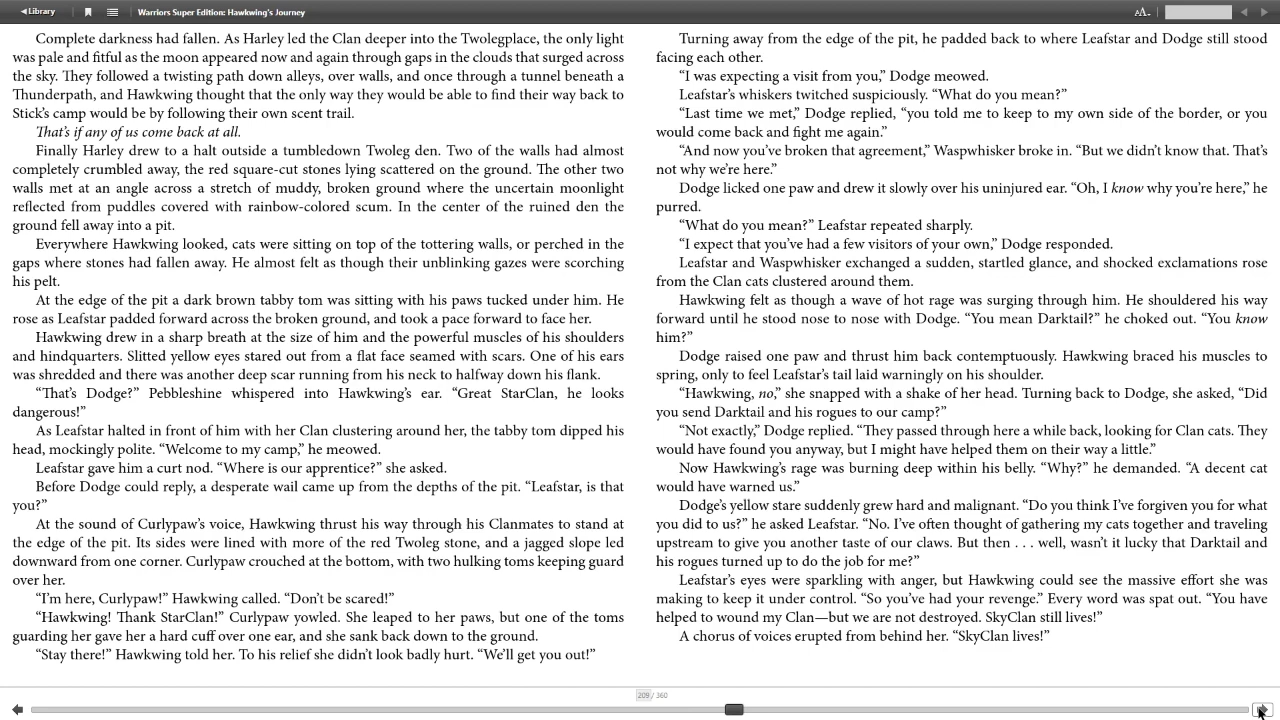 Library
Warriors Super Edition: Hawkwing's Journey
AA
Complete darkness had fallen. As Harley led the Clan deeper into the Twolegplace, the only light
was pale and fitful as the moon appeared now and again through gaps in the clouds that surged across
the sky. They followed a twisting path down alleys, over walls, and once through a tunnel beneath a
Thunderpath, and Hawkwing thought that the only way they would be able to find their way back to
Stick’s camp would be by following their own scent trail.
That’s if any of us come back at all.
Finally Harley drew to a halt outside a tumbledown Twoleg den. Two of the walls had almost
completely crumbled away, the red square-cut stones lying scattered on the ground. The other two
walls met at an angle across a stretch of muddy, broken ground where the uncertain moonlight
reflected from puddles covered with rainbow-colored scum. In the center of the ruined den the
ground fell away into a pit.
Everywhere Hawkwing looked, cats were sitting on top of the tottering walls, or perched in the
gaps where stones had fallen away. He almost felt as though their unblinking gazes were scorching
his pelt.
At the edge of the pit a dark brown tabby tom was sitting with his paws tucked under him. He
rose as Leafstar padded forward across the broken ground, and took a pace forward to face her.
Hawkwing drew in a sharp breath at the size of him and the powerful muscles of his shoulders
and hindquarters. Slitted yellow eyes stared out from a flat face seamed with scars. One of his ears
was shredded and there was another deep scar running from his neck to halfway down his flank.
“That’s Dodge?” Pebbleshine whispered into Hawkwing’s ear. “Great StarClan, he looks
dangerous!”
As Leafstar halted in front of him with her Clan clustering around her, the tabby tom dipped his
head, mockingly polite. “Welcome to my camp,” he meowed.
Leafstar gave him a curt nod. “Where is our apprentice?” she asked.
Before Dodge could reply, a desperate wail came up from the depths of the pit. “Leafstar, is that
you?”
At the sound of Curlypaw’s voice, Hawkwing thrust his way through his Clanmates to stand at
the edge of the pit. Its sides were lined with more of the red Twoleg stone, and a jagged slope led
downward from one corner. Curlypaw crouched at the bottom, with two hulking toms keeping guard
over her.
“I’m here, Curlypaw!” Hawkwing called. “Don’t be scared!”
“Hawkwing! Thank StarClan!” Curlypaw yowled. She leaped to her paws, but one of the toms
guarding her gave her a hard cuff over one ear, and she sank back down to the ground.
“Stay there!” Hawkwing told her. To his relief she didn’t look badly hurt. “We’ll get you out!”
Turning away from the edge of the pit, he padded back to where Leafstar and Dodge still stood
facing each other.
“I was expecting a visit from you,” Dodge meowed.
Leafstar’s whiskers twitched suspiciously. “What do you mean?”
“Last time we met,” Dodge replied, “you told me to keep to my own side of the border, or you
would come back and fight me again.”
“And now you’ve broken that agreement,” Waspwhisker broke in. “But we didn’t know that. That’s
not why we’re here.”
Dodge licked one paw and drew it slowly over his uninjured ear. “Oh, I know why you’re here,” he
purred.
“What do you mean?” Leafstar repeated sharply.
“I expect that you’ve had a few visitors of your own,” Dodge responded.
Leafstar and Waspwhisker exchanged a sudden, startled glance, and shocked exclamations rose
from the Clan cats clustered around them.
Hawkwing felt as though a wave of hot rage was surging through him. He shouldered his way
forward until he stood nose to nose with Dodge. “You mean Darktail?” he choked out. “You know
him?”
Dodge raised one paw and thrust him back contemptuously. Hawkwing braced his muscles to
spring, only to feel Leafstar’s tail laid warningly on his shoulder.
“Hawkwing, no,” she snapped with a shake of her head. Turning back to Dodge, she asked, “Did
you send Darktail and his rogues to our camp?”
“Not exactly,” Dodge replied. “They passed through here a while back, looking for Clan cats. They
would have found you anyway, but I might have helped them on their way a little.”
Now Hawkwing’s rage was burning deep within his belly. “Why?” he demanded. “A decent cat
would have warned us.”
Dodge’s yellow stare suddenly grew hard and malignant. “Do you think I’ve forgiven you for what
you did to us?” he asked Leafstar. “No. I’ve often thought of gathering my cats together and traveling
upstream to give you another taste of our claws. But then . . . well, wasn’t it lucky that Darktail and
his rogues turned up to do the job for me?”
Leafstar’s eyes were sparkling with anger, but Hawkwing could see the massive effort she was
making to keep it under control. “So you’ve had your revenge.” Every word was spat out. “You have
helped to wound my Clan—but we are not destroyed. SkyClan still lives!”
A chorus of voices erupted from behind her. “SkyClan lives!”
209 / 360